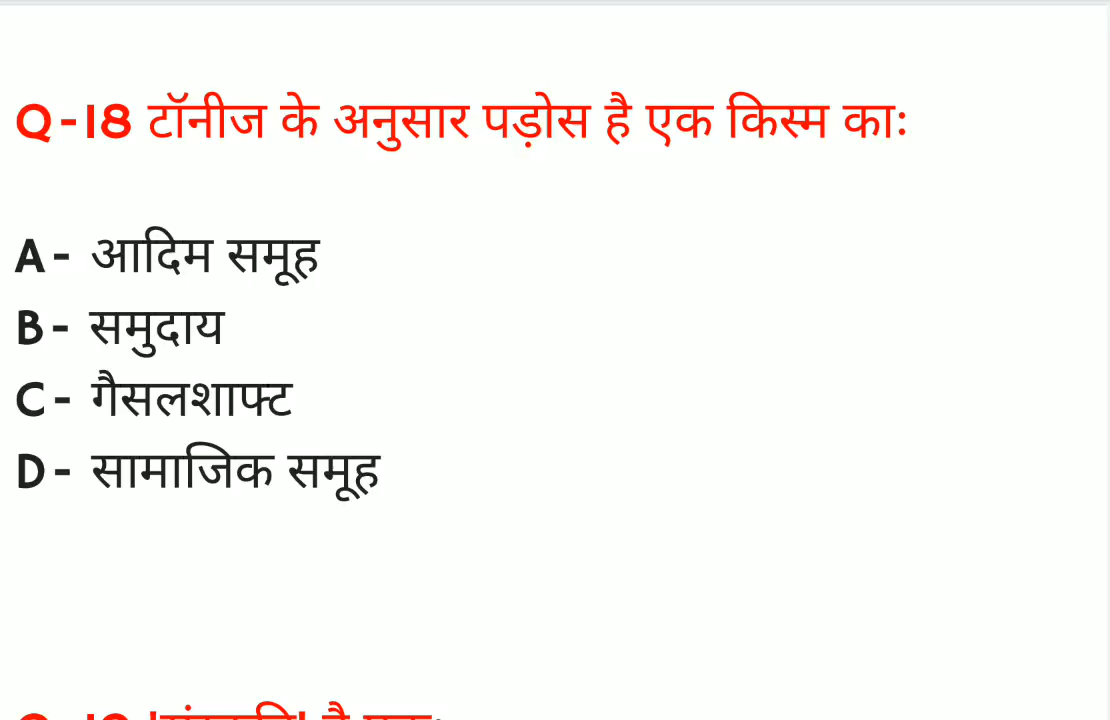 Q-18 टॉनीज के अनुसार पड़ोस है एक किस्म काः
A- आदिम समूह
B- समुदाय
C- गैसलशाफ्ट
D- सामाजिक समूह